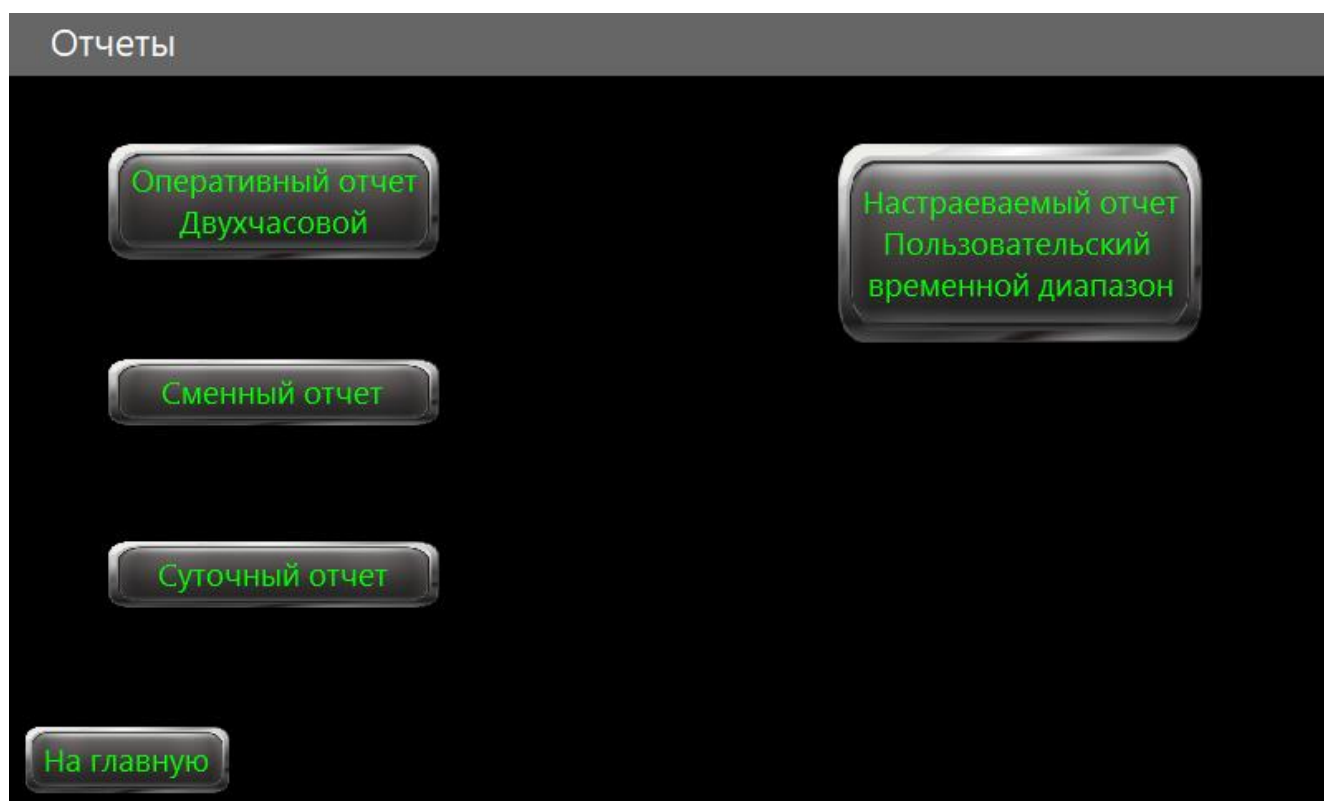 Отчеты
Оперативный отчет
Двухчасовой
Настраеваемый отчет
Пользовательский
временной диапазон
Сменный отчет
Суточный отчет
На главную